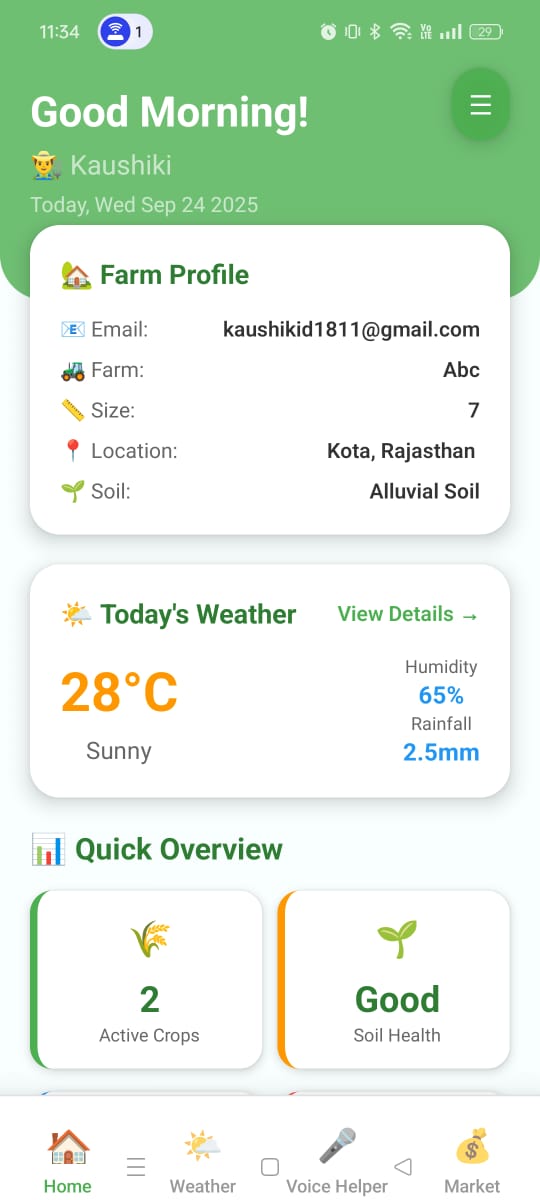 11:34 1 Vo LTE 29
Good Morning!
Kaushiki
Today, Wed Sep 24 2025
Farm Profile
Email: kaushikid1811@gmail.com
Farm: Abc
Size: 7
Location: Kota, Rajasthan
Soil: Alluvial Soil
Today's Weather View Details →
28°C
Sunny
Humidity
65%
Rainfall
2.5mm
Quick Overview
2
Active Crops
Good
Soil Health
Home Weather Voice Helper Market